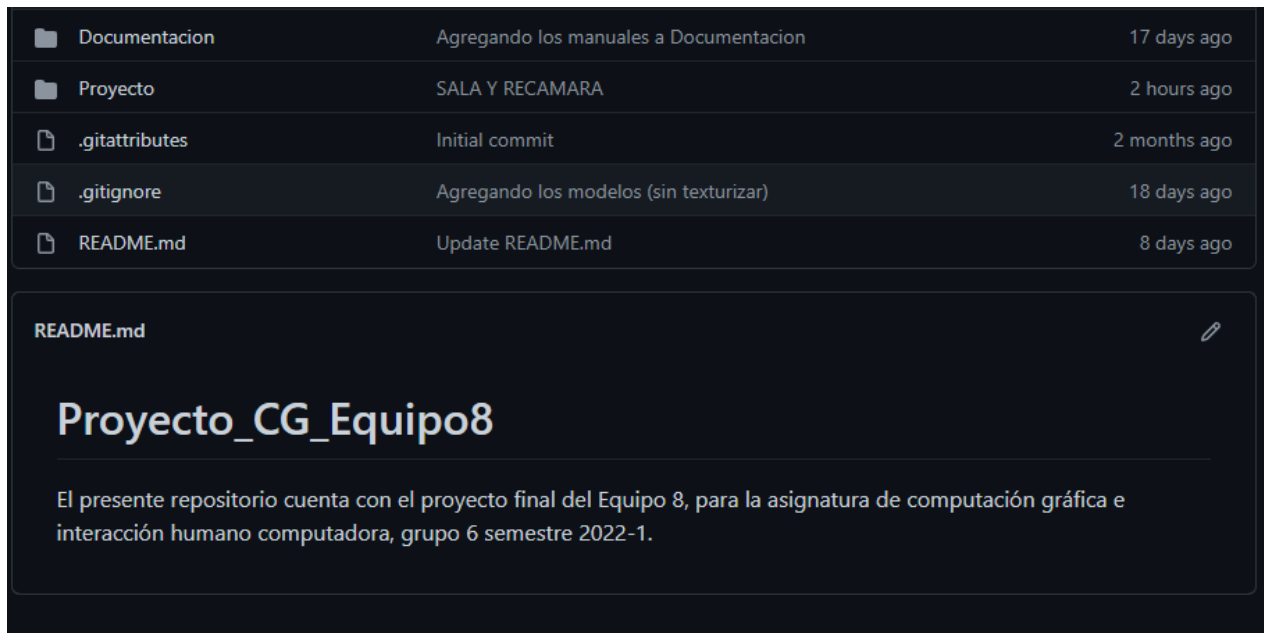 Documentacion Agregando los manuales a Documentacion 17 days ago
Proyecto SALA Y RECAMARA 2 hours ago
.gitattributes Initial commit 2 months ago
.gitignore Agregando los modelos (sin texturizar) 18 days ago
README.md Update README.md 8 days ago
README.md
Proyecto_CG_Equipo8
El presente repositorio cuenta con el proyecto final del Equipo 8, para la asignatura de computación gráfica e
interacción humano computadora, grupo 6 semestre 2022-1.